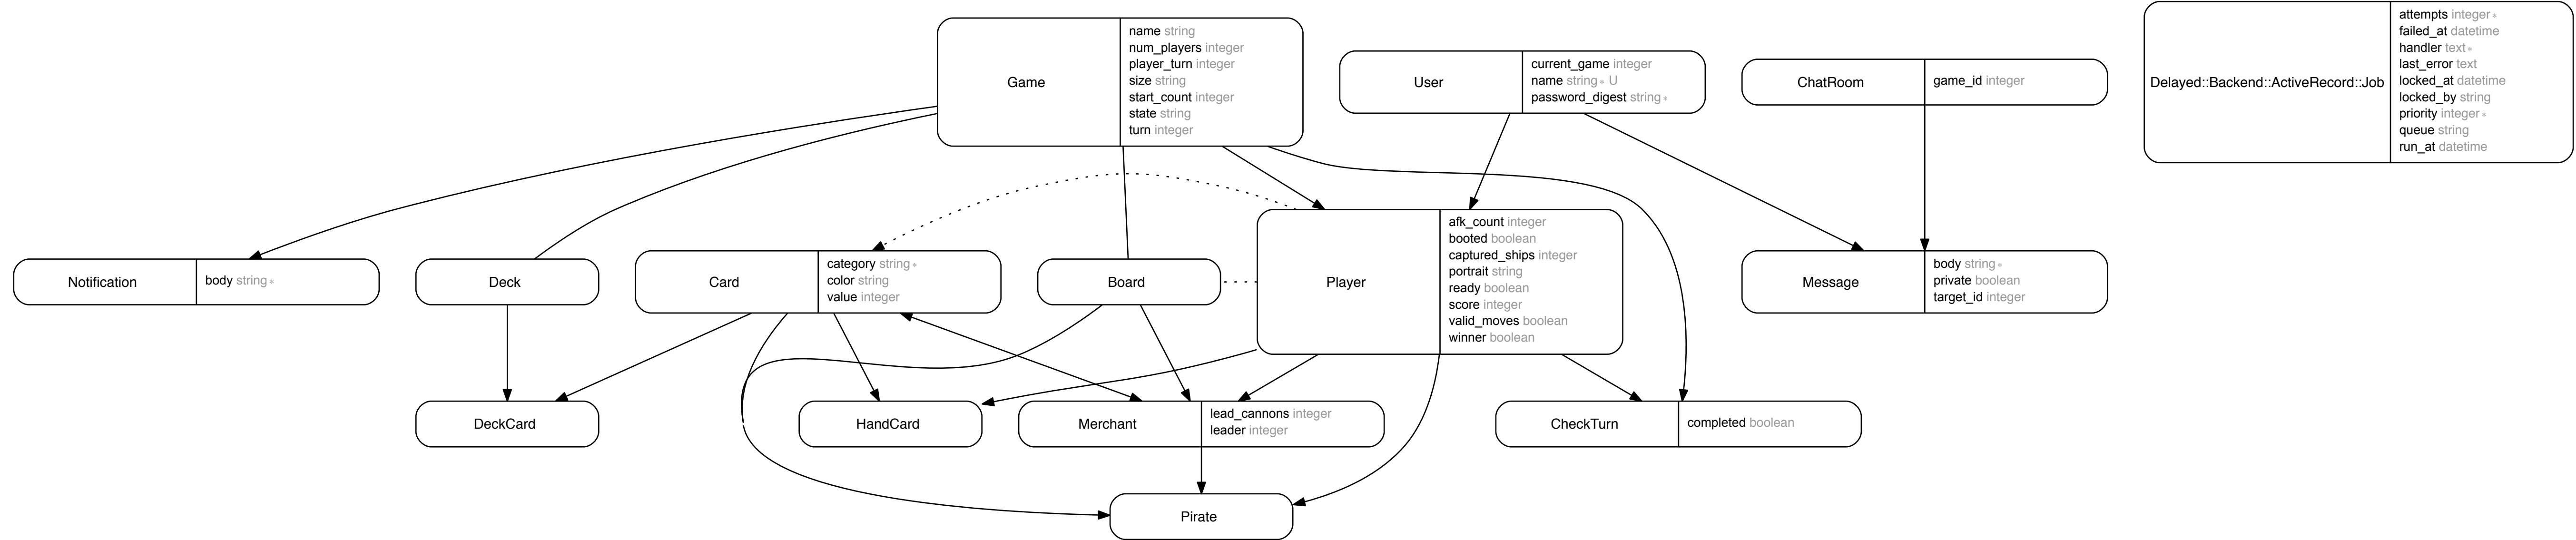 Game
name string
num_players integer
player_turn integer
size string
start_count integer
state string
turn integer
User
current_game integer
name string* U
password_digest string*
ChatRoom
game_id integer
Delayed::Backend::ActiveRecord::Job
attempts integer*
failed_at datetime
handler text*
last_error text
locked_at datetime
locked_by string
priority integer*
queue string
run_at datetime
Notification
body string*
Deck
Card
category string*
color string
value integer
Board
Player
afk_count integer
booted boolean
captured_ships integer
portrait string
ready boolean
score integer
valid_moves boolean
winner boolean
Message
body string*
private boolean
target_id integer
DeckCard
HandCard
Merchant
lead_cannons integer
leader integer
CheckTurn
completed boolean
Pirate